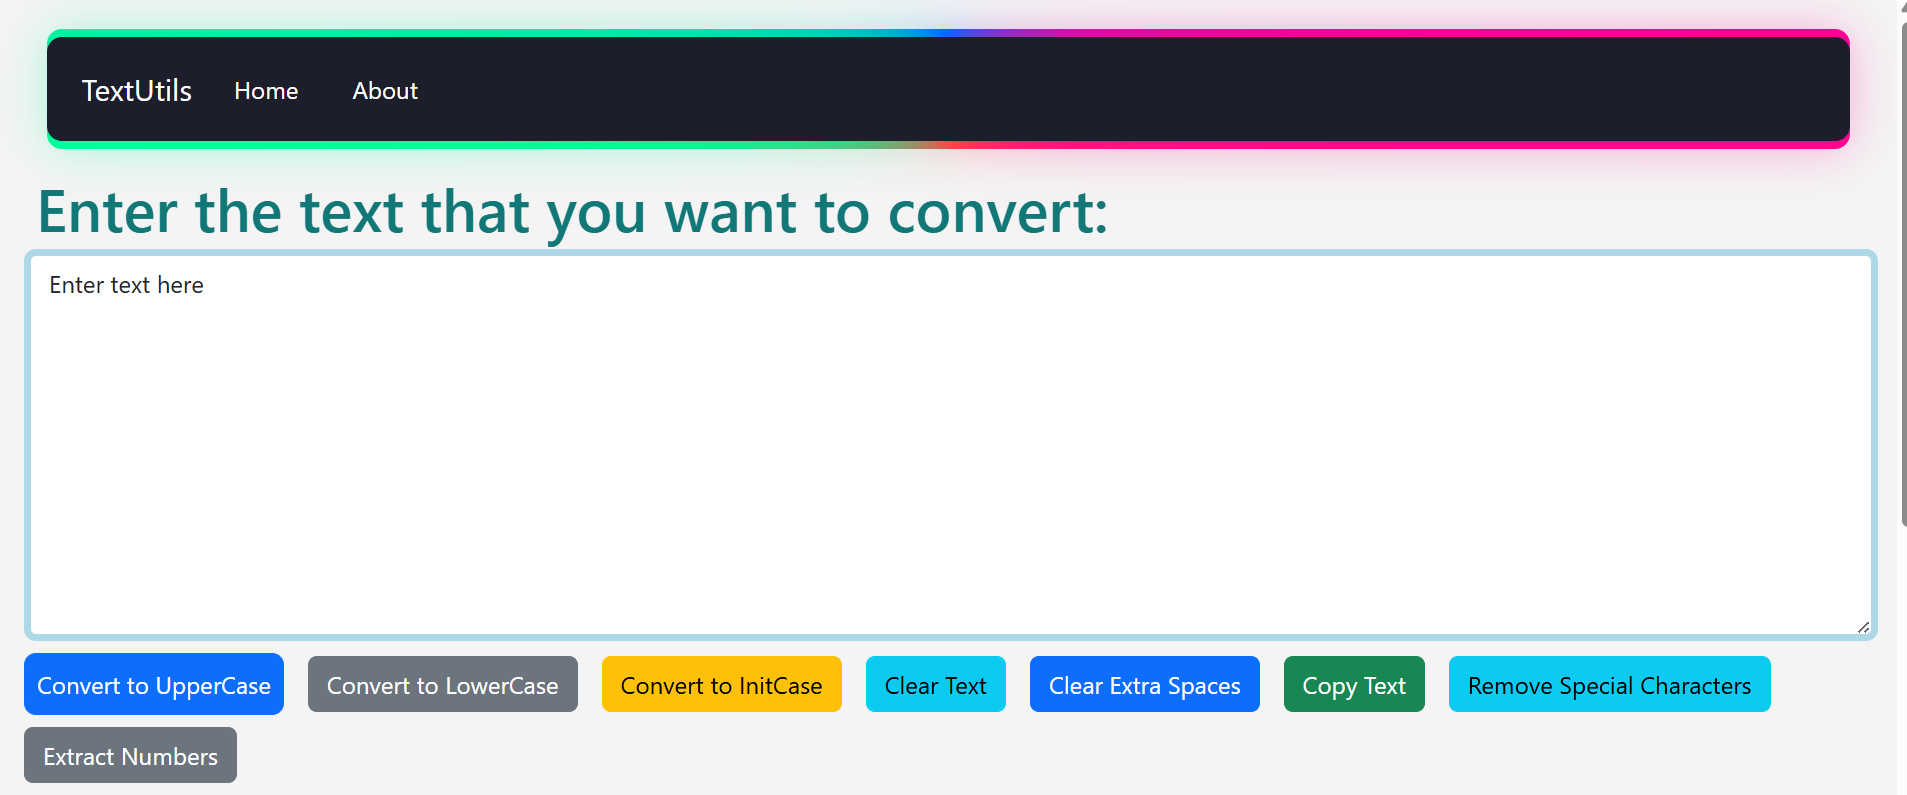 TextUtils Home About
Enter the text that you want to convert:
Enter text here
Convert to UpperCase Convert to LowerCase Convert to InitCase Clear Text Clear Extra Spaces Copy Text Remove Special Characters
Extract Numbers